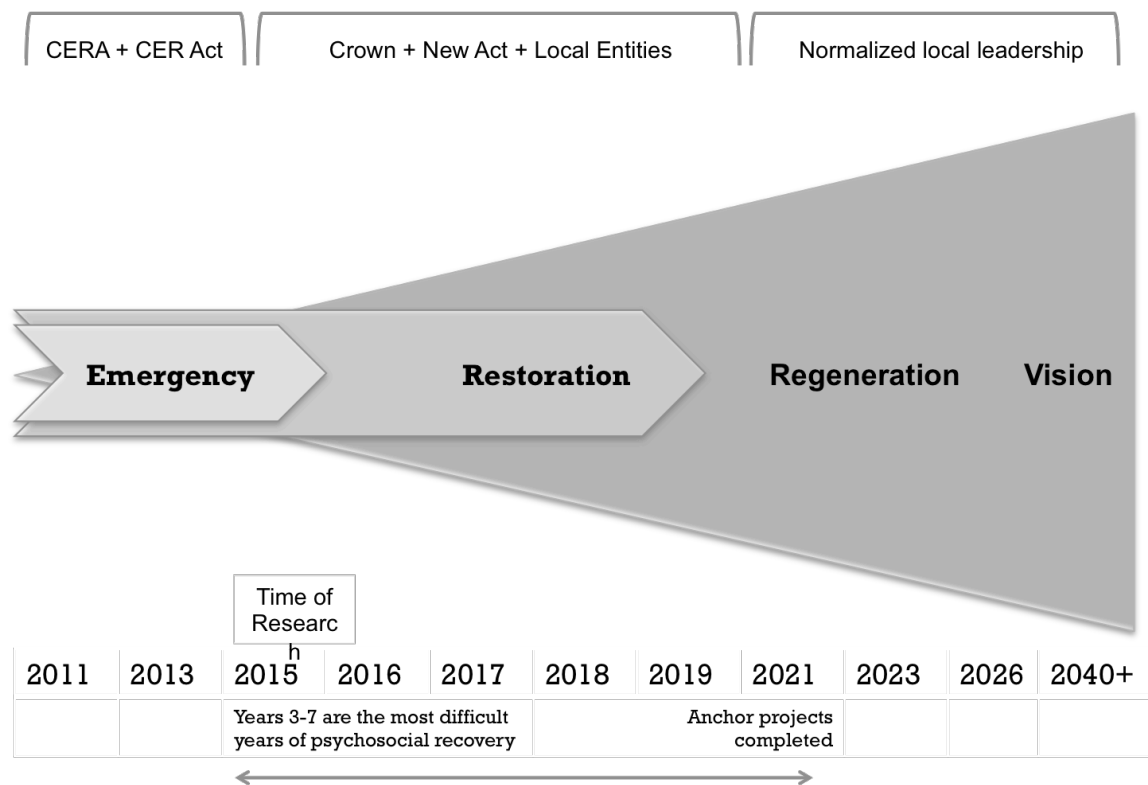 CERA + CER Act
Crown + New Act + Local Entities
Normalized local leadership
Emergency
Restoration
Regeneration
Vision
Time of
Researc
h
2011
2013
2015
2016
2017
2018
2019
2021
2023
2026
2040+
Years 3-7 are the most difficult
years of psychosocial recovery
Anchor projects
completed